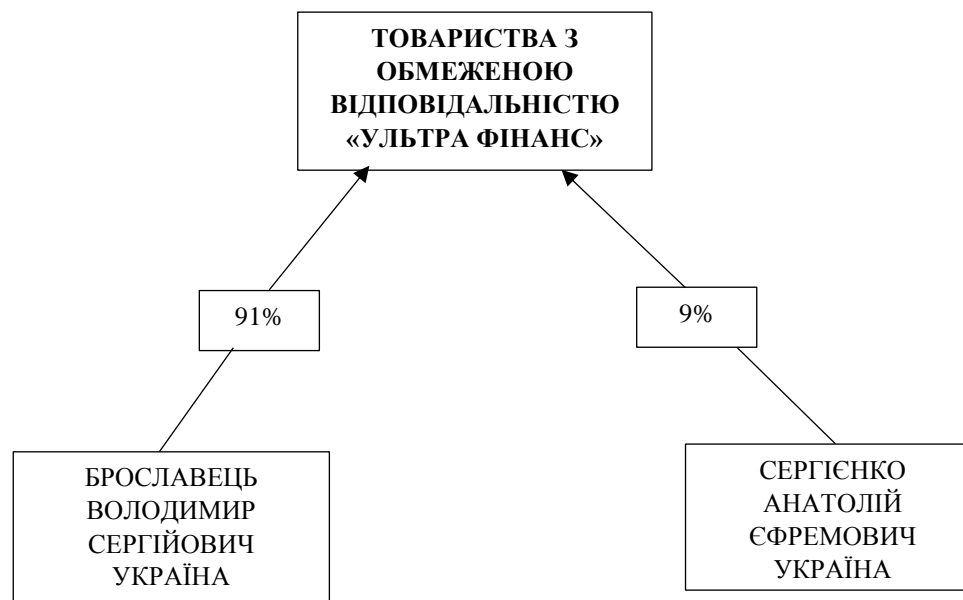 ТОВАРИСТВА З
ОБМЕЖЕНОЮ
ВІДПОВІДАЛЬНІСТЮ
«УЛЬТРА ФІНАНС»
91%
9%
БРОСЛАВЕЦЬ
ВОЛОДИМИР
СЕРГІЙОВИЧ
УКРАЇНА
СЕРГІЄНКО
АНАТОЛІЙ
ЄФРЕМОВИЧ
УКРАЇНА